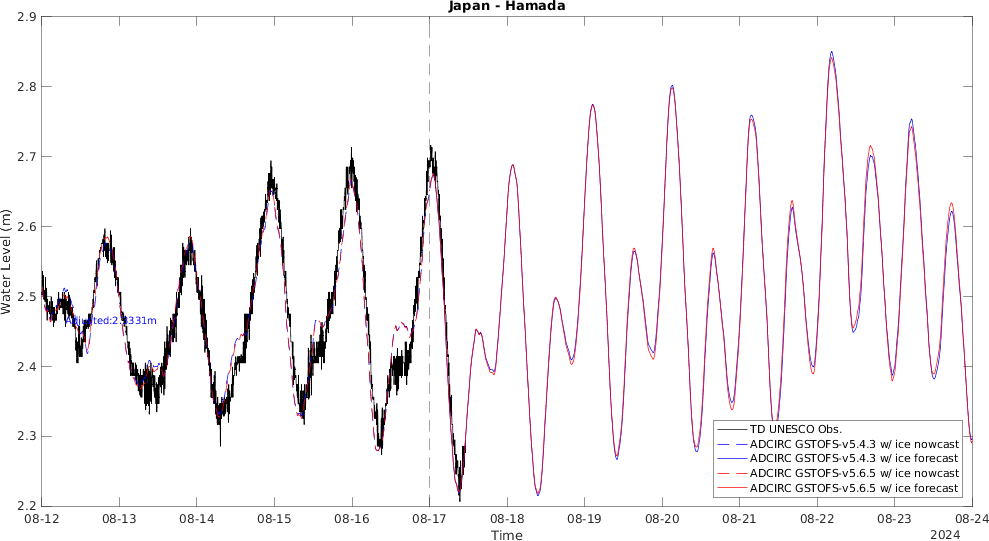 Japan - Hamada
Water Level (m)
2.9
2.8
2.7
2.6
2.5
2.4
2.3
2.2
TD UNESCO Obs.
ADCIRC GSTOFS-v5.4.3 w/ ice nowcast
ADCIRC GSTOFS-v5.4.3 w/ ice forecast
ADCIRC GSTOFS-v5.6.5 w/ ice nowcast
ADCIRC GSTOFS-v5.6.5 w/ ice forecast
08-12 08-13 08-14 08-15 08-16 08-17 08-18 08-19 08-20 08-21 08-22 08-23 08-24
Time
2024